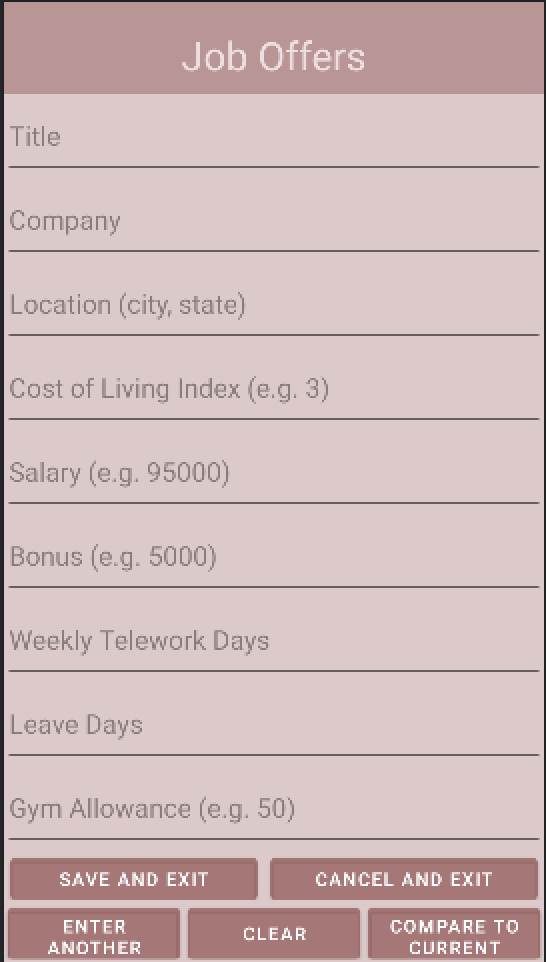 Job Offers
Title
Company
Location (city, state)
Cost of Living Index (e.g. 3)
Salary (e.g. 95000)
Bonus (e.g. 5000)
Weekly Telework Days
Leave Days
Gym Allowance (e.g. 50)
SAVE AND EXIT
CANCEL AND EXIT
ENTER
ANOTHER
CLEAR
COMPARE TO
CURRENT